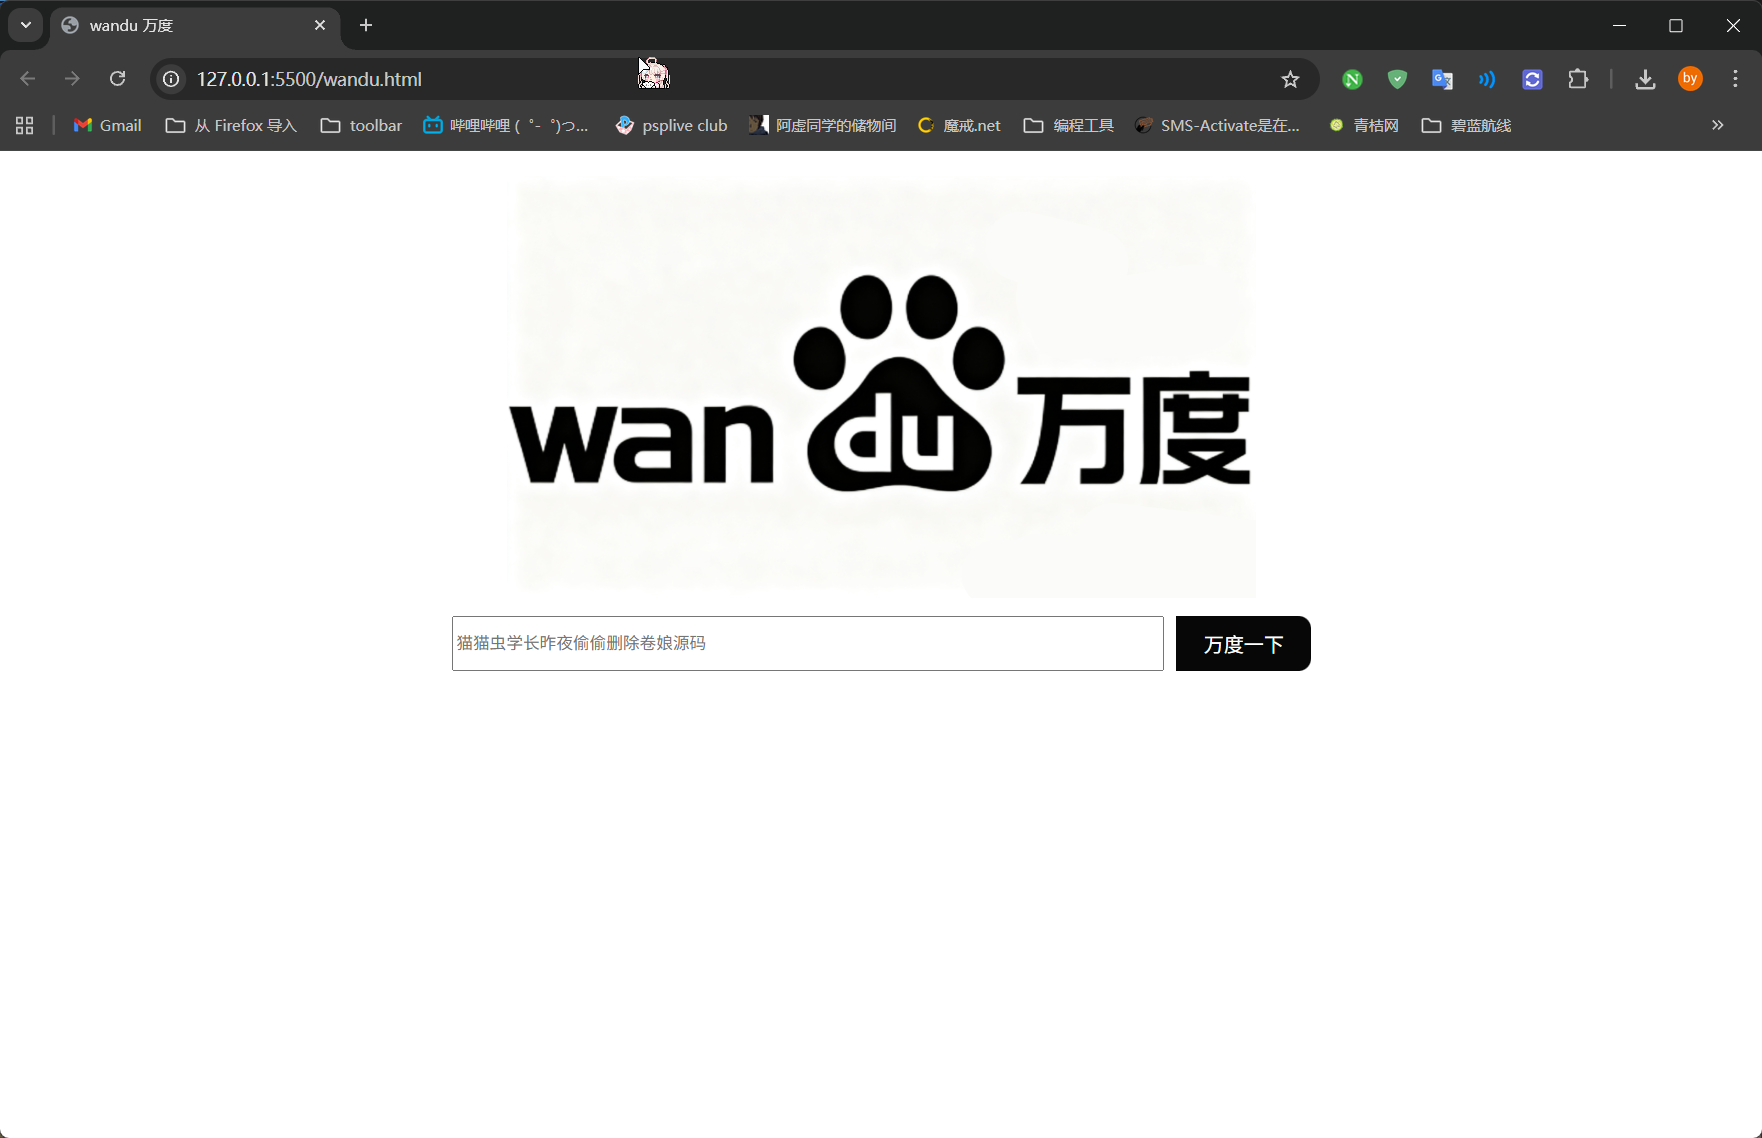 wandu 万度
127.0.0.1:5500/wandu.html
Gmail 从 Firefox 导入 toolbar 哔哩哔哩 ( ゜- ゜)つ... psplive club 阿虚同学的储物间 魔戒.net 编程工具 SMS-Activate是在... 青桔网 碧蓝航线
by
wan du 万度
猫猫虫学长昨夜偷偷删除卷娘源码 万度一下